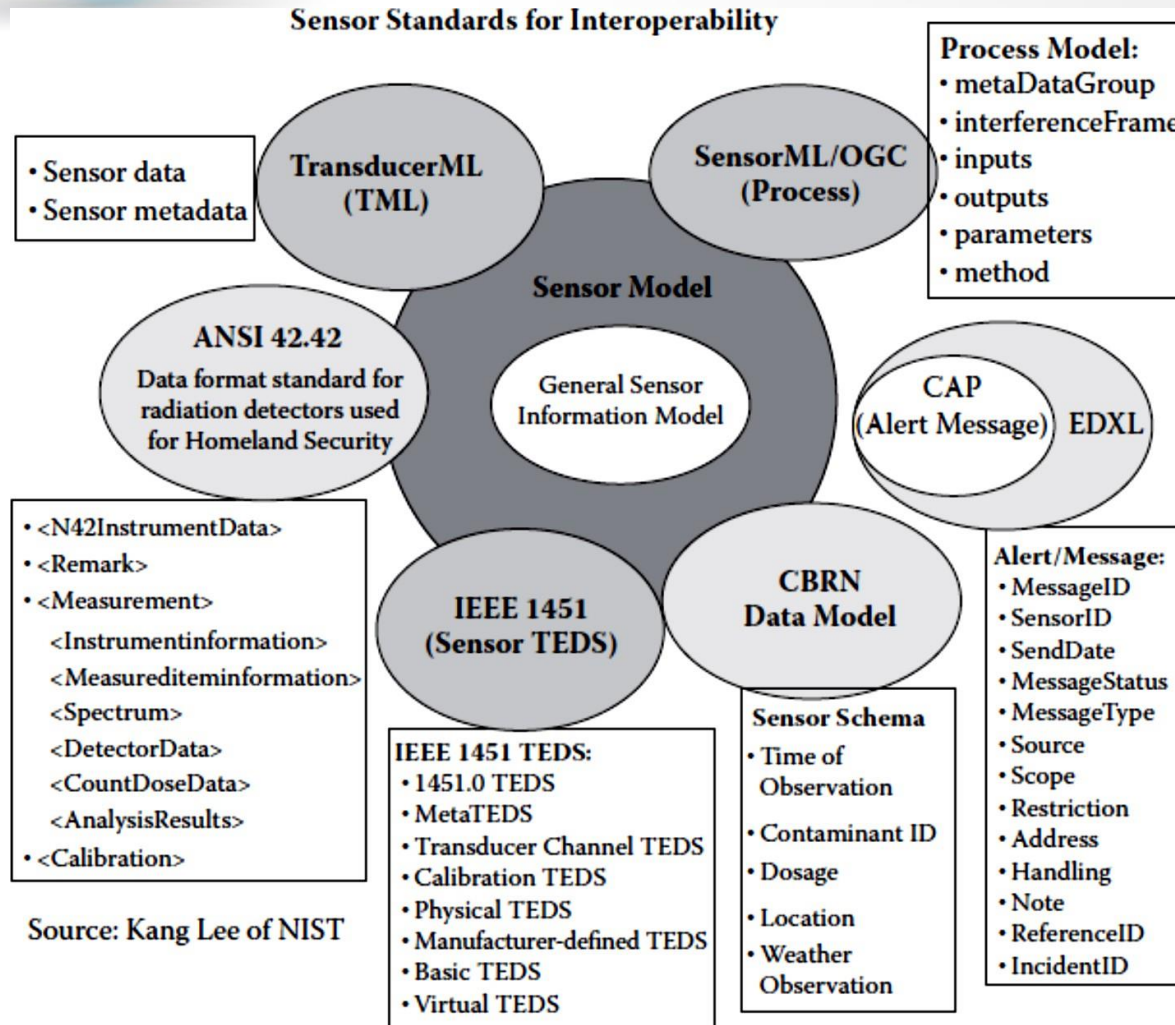 Sensor Standards for Interoperability
Process Model:
• metaDataGroup
• interferenceFrame
• inputs
• outputs
• parameters
• method
TransducerML
(TML)
SensorML/OGC
(Process)
• Sensor data
• Sensor metadata
Sensor Model
General Sensor
Information Model
ANSI 42.42
Data format standard for
radiation detectors used
for Homeland Security
CAP
(Alert Message)
EDXL
• <N42InstrumentData>
• <Remark>
• <Measurement>
<Instrumentinformation>
<Measurediteminformation>
<Spectrum>
<DetectorData>
<CountDoseData>
<AnalysisResults>
• <Calibration>
IEEE 1451
(Sensor TEDS)
CBRN
Data Model
IEEE 1451 TEDS:
• 1451.0 TEDS
• MetaTEDS
• Transducer Channel TEDS
• Calibration TEDS
• Physical TEDS
• Manufacturer-defined TEDS
• Basic TEDS
• Virtual TEDS
Sensor Schema
• Time of
Observation
• Contaminant ID
• Dosage
• Location
• Weather
Observation
Alert/Message:
• MessageID
• SensorID
• SendDate
• MessageStatus
• MessageType
• Source
• Scope
• Restriction
• Address
• Handling
• Note
• ReferenceID
• IncidentID
Source: Kang Lee of NIST